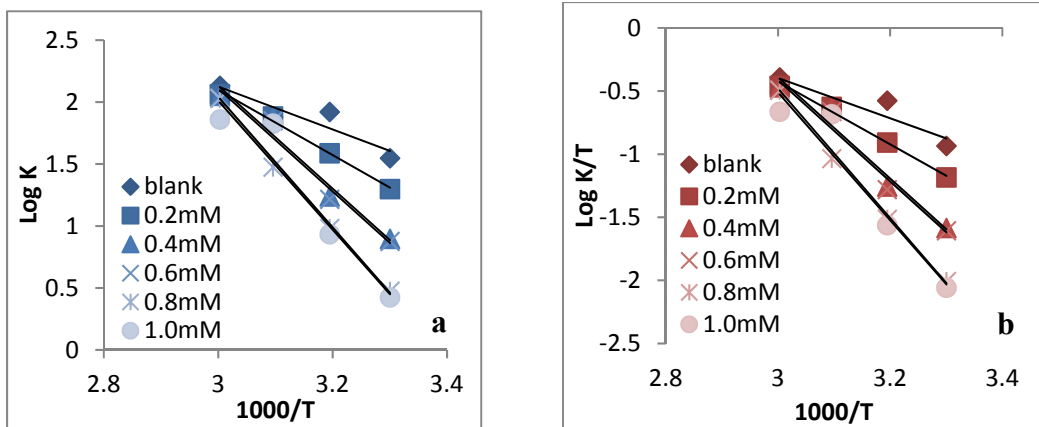 2.5
2
1.5
1
0.5
0
Log K
blank
0.2mM
0.4mM
0.6mM
0.8mM
1.0mM
a
2.8 3 3.2 3.4
1000/T
0
-0.5
-1
-1.5
-2
-2.5
Log K/T
blank
0.2mM
0.4mM
0.6mM
0.8mM
1.0mM
b
2.8 3 3.2 3.4
1000/T